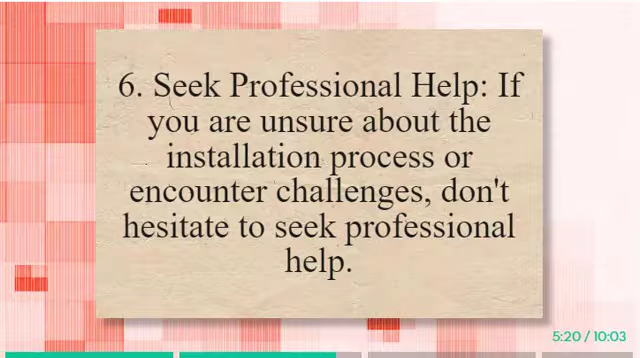 6. Seek Professional Help: If
you are unsure about the
installation process or
encounter challenges, don't
hesitate to seek professional
help.
5:20 / 10:03